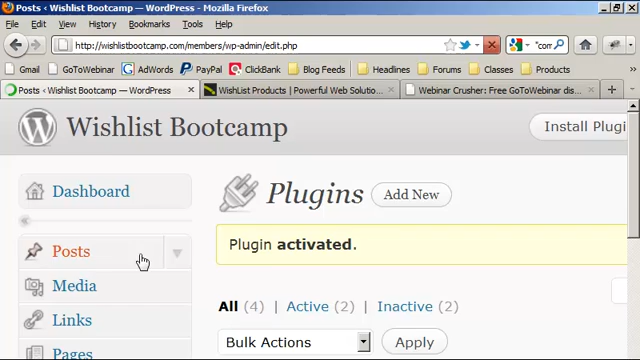 Posts ‹ Wishlist Bootcamp — WordPress - Mozilla Firefox
File Edit View History Bookmarks Tools Help
http://wishlistbootcamp.com/members/wp-admin/edit.php
"con
Gmail GoToWebinar AdWords PayPal ClickBank Blog Feeds Headlines Forums Classes Products
Posts ‹ Wishlist Bootcamp — WordPress
WishList Products | Powerful Web Solutio...
Webinar Crusher: Free GoToWebinar dis...
Wishlist Bootcamp
Install Plugi
Dashboard
Plugins
Add New
Posts
Plugin activated.
Media
Links
All (4) Active (2) Inactive (2)
Pages
Bulk Actions
Apply